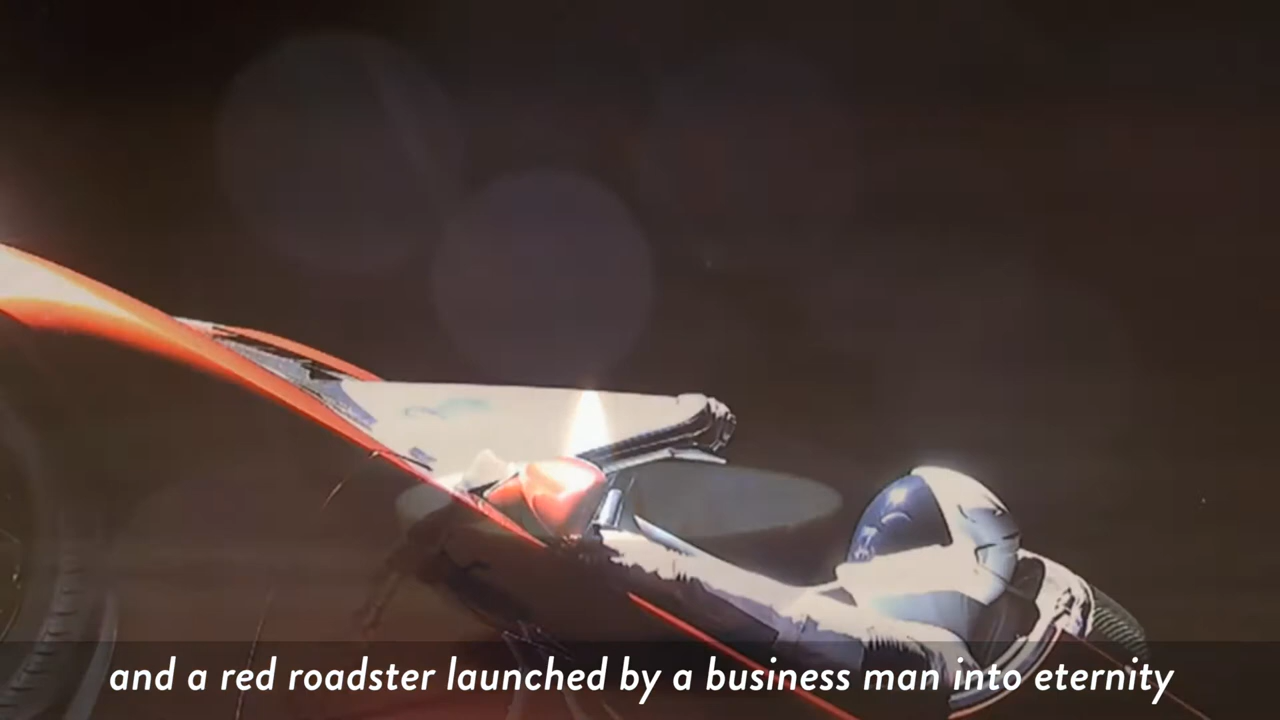 and a red roadster launched by a business man into eternity